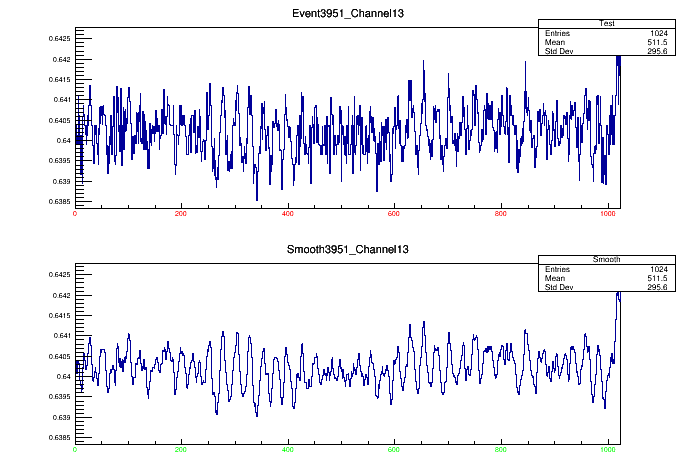 Event3951_Channel13
Test
Entries 1024
Mean 511.5
Std Dev 295.6
0.6425
0.642
0.6415
0.641
0.6405
0.64
0.6395
0.639
0.6385
0 200 400 600 800 1000
Smooth3951_Channel13
Smooth
Entries 1024
Mean 511.5
Std Dev 295.6
0.6425
0.642
0.6415
0.641
0.6405
0.64
0.6395
0.639
0.6385
0 200 400 600 800 1000